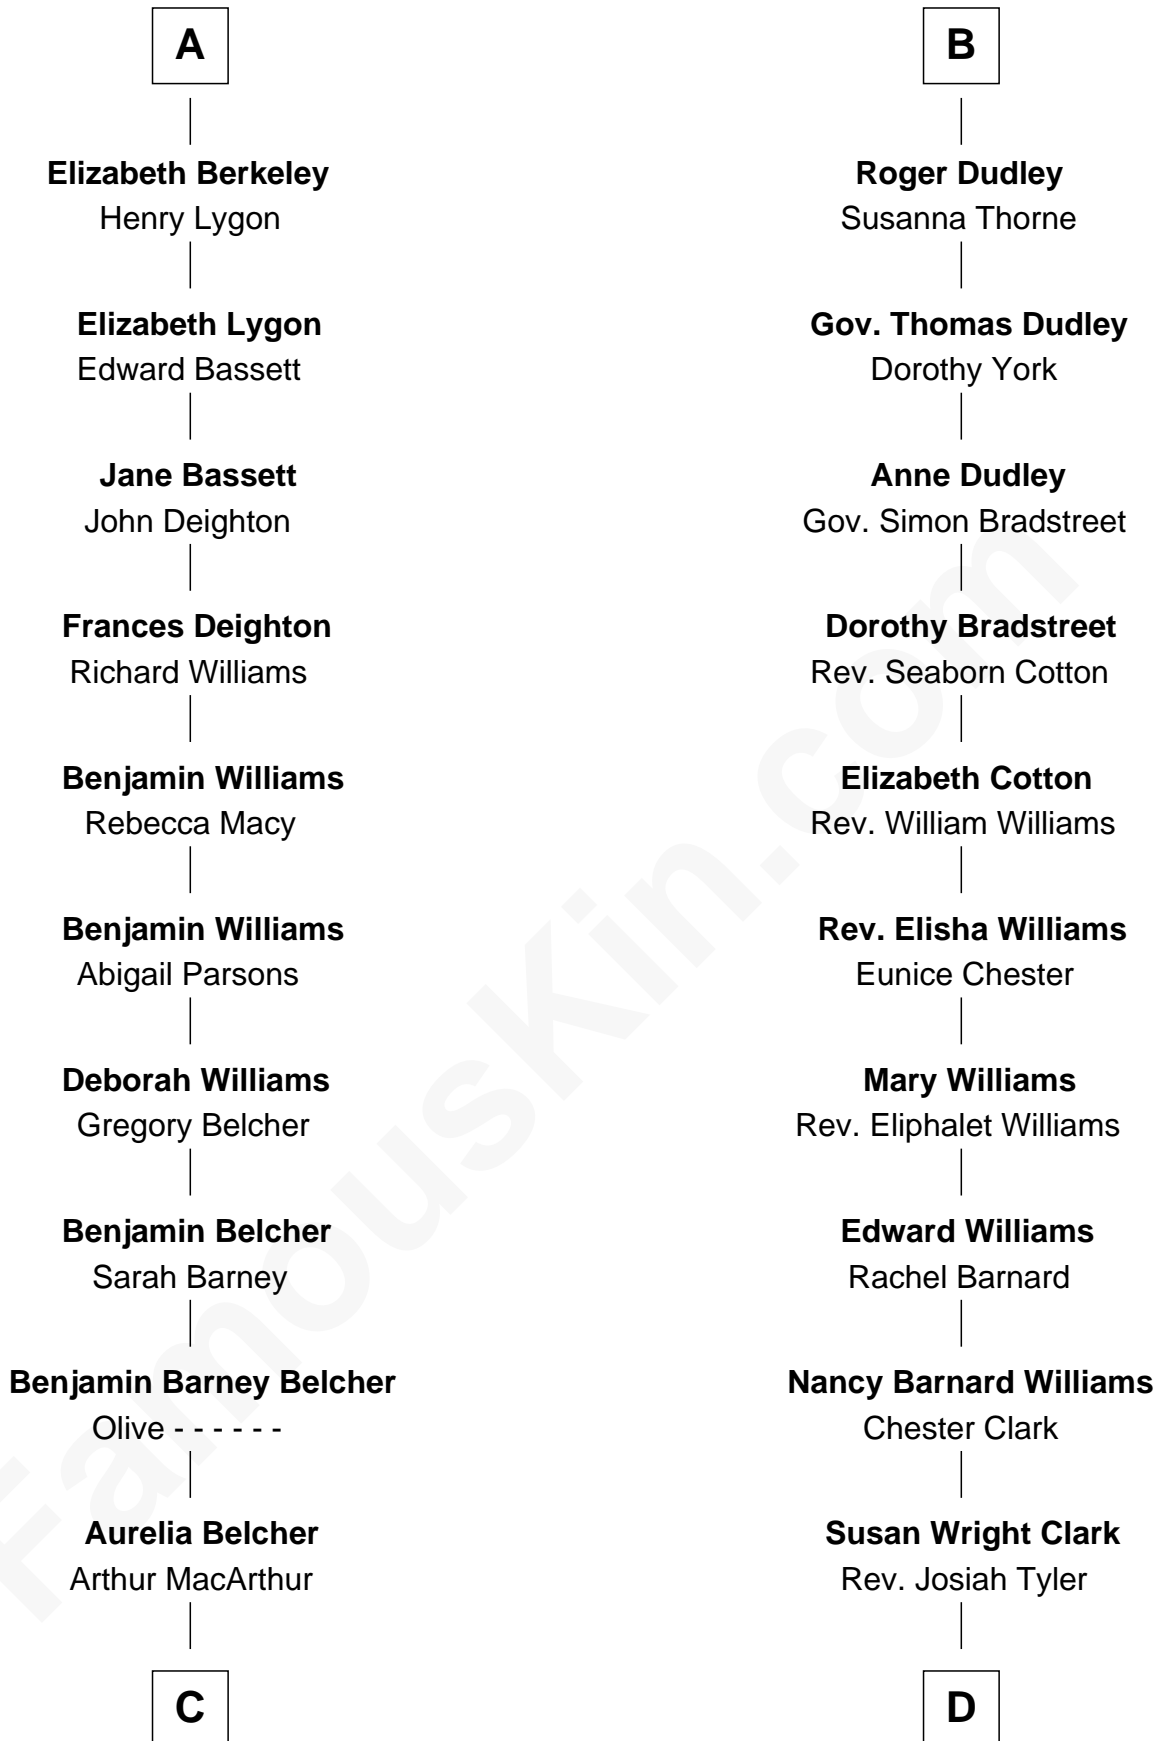 A
Elizabeth Berkeley
Henry Lygon
Elizabeth Lygon
Edward Bassett
Jane Bassett
John Deighton
Frances Deighton
Richard Williams
Benjamin Williams
Rebecca Macy
Benjamin Williams
Abigail Parsons
Deborah Williams
Gregory Belcher
Benjamin Belcher
Sarah Barney
Benjamin Barney Belcher
Olive - - - - - -
Aurelia Belcher
Arthur MacArthur
C
B
Roger Dudley
Susanna Thorne
Gov. Thomas Dudley
Dorothy York
Anne Dudley
Gov. Simon Bradstreet
Dorothy Bradstreet
Rev. Seaborn Cotton
Elizabeth Cotton
Rev. William Williams
Rev. Elisha Williams
Eunice Chester
Mary Williams
Rev. Eliphalet Williams
Edward Williams
Rachel Barnard
Nancy Barnard Williams
Chester Clark
Susan Wright Clark
Rev. Josiah Tyler
D
FamousKin.com